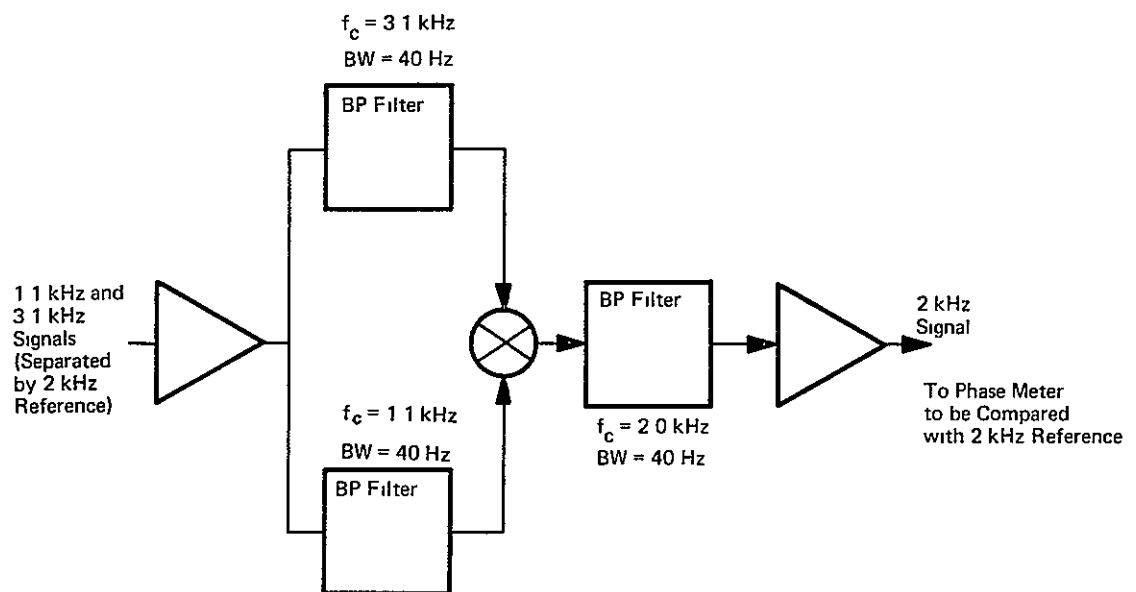 f_c = 3 1 kHz
BW = 40 Hz
BP Filter
1 1 kHz and
3 1 kHz
Signals
(Separated
by 2 kHz
Reference)
BP Filter
2 kHz
Signal
f_c = 1 1 kHz
BW = 40 Hz
BP Filter
f_c = 2 0 kHz
BW = 40 Hz
To Phase Meter
to be Compared
with 2 kHz Reference